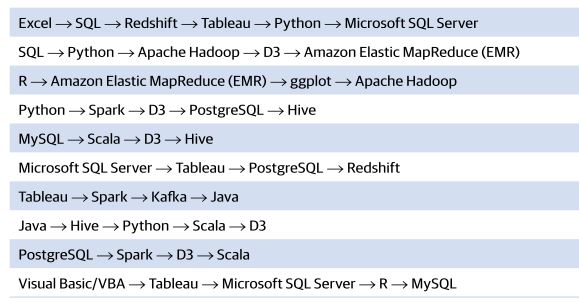 Excel → SQL → Redshift → Tableau → Python → Microsoft SQL Server
SQL → Python → Apache Hadoop → D3 → Amazon Elastic MapReduce (EMR)
R → Amazon Elastic MapReduce (EMR) → ggplot → Apache Hadoop
Python → Spark → D3 → PostgreSQL → Hive
MySQL → Scala → D3 → Hive
Microsoft SQL Server → Tableau → PostgreSQL → Redshift
Tableau → Spark → Kafka → Java
Java → Hive → Python → Scala → D3
PostgreSQL → Spark → D3 → Scala
Visual Basic/VBA → Tableau → Microsoft SQL Server → R → MySQL